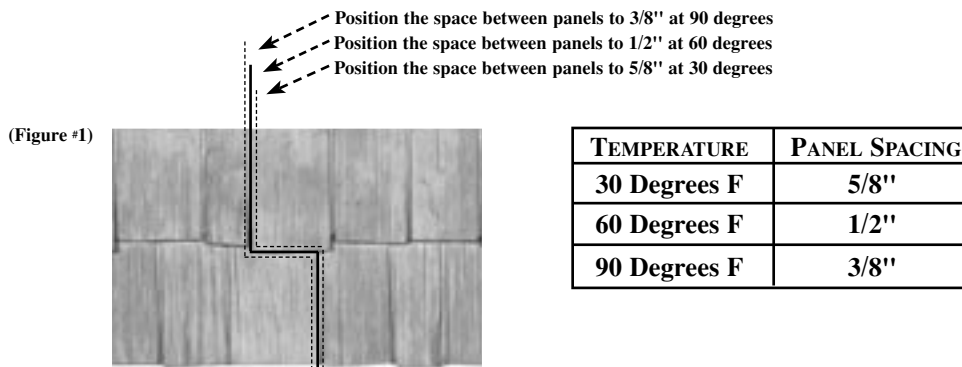 Position the space between panels to 3/8" at 90 degrees
Position the space between panels to 1/2" at 60 degrees
Position the space between panels to 5/8" at 30 degrees
(Figure #1)
TEMPERATURE PANEL SPACING
30 Degrees F 5/8"
60 Degrees F 1/2"
90 Degrees F 3/8"